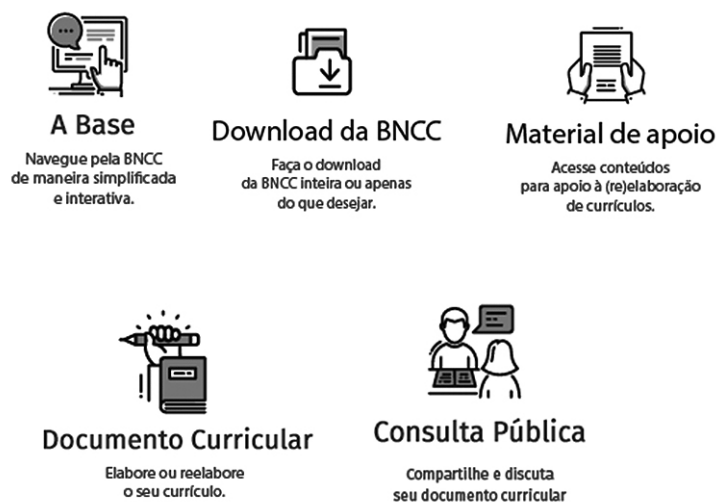 A Base
Navegue pela BNCC
de maneira simplificada
e interativa.
Download da BNCC
Faça o download
da BNCC inteira ou apenas
do que desejar.
Material de apoio
Acesse conteúdos
para apoio à (re)elaboração
de currículos.
Documento Curricular
Elabore ou reelabore
o seu currículo.
Consulta Pública
Compartilhe e discuta
seu documento curricular